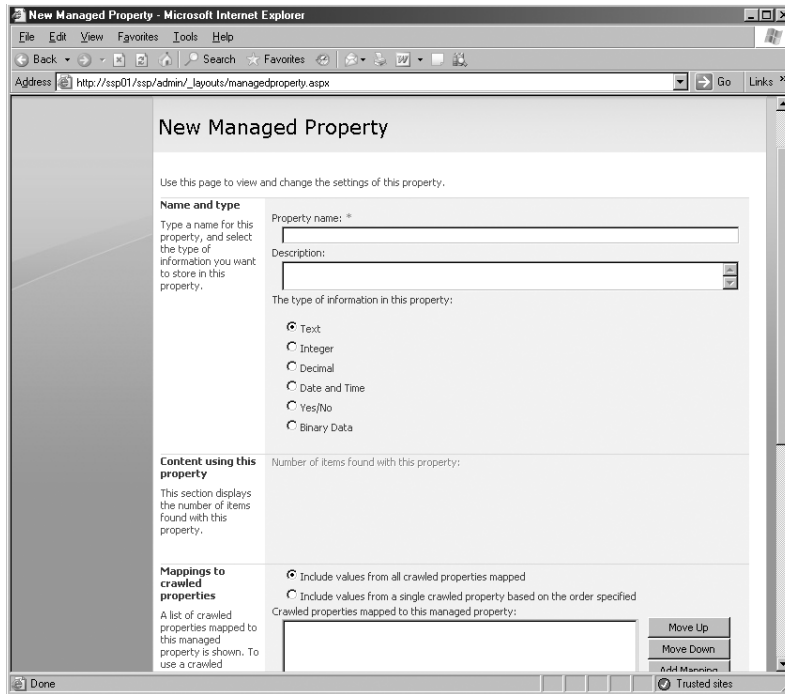 New Managed Property - Microsoft Internet Explorer
File Edit View Favorites Tools Help
Back Search Favorites
Address http://ssp01/ssp/admin/_layouts/managedproperty.aspx Go Links »
New Managed Property
Use this page to view and change the settings of this property.
Name and type
Type a name for this
property, and select
the type of
information you want
to store in this
property.
Property name: *
Description:
The type of information in this property:
Text
Integer
Decimal
Date and Time
Yes/No
Binary Data
Content using this
property
This section displays
the number of items
found with this
property.
Number of items found with this property:
Mappings to
crawled
properties
A list of crawled
properties mapped to
this managed
property is shown. To
use a crawled
Include values from all crawled properties mapped
Include values from a single crawled property based on the order specified
Crawled properties mapped to this managed property:
Move Up
Move Down
Add Mapping
Done
Trusted sites